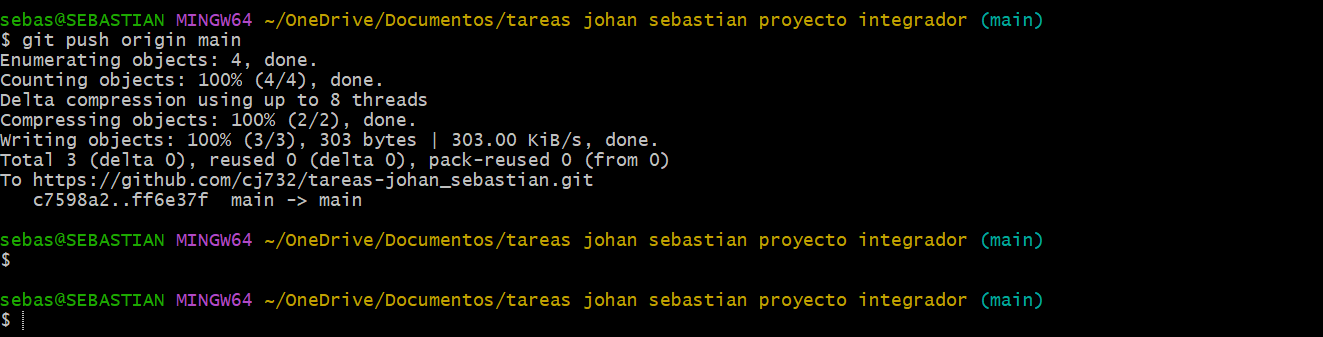 sebas@SEBASTIAN MINGW64 ~/OneDrive/Documentos/tareas johan sebastian proyecto integrador (main)
$ git push origin main
Enumerating objects: 4, done.
Counting objects: 100% (4/4), done.
Delta compression using up to 8 threads
Compressing objects: 100% (2/2), done.
Writing objects: 100% (3/3), 303 bytes | 303.00 KiB/s, done.
Total 3 (delta 0), reused 0 (delta 0), pack-reused 0 (from 0)
To https://github.com/cj732/tareas-johan_sebastian.git
   c7598a2..ff6e37f  main -> main

sebas@SEBASTIAN MINGW64 ~/OneDrive/Documentos/tareas johan sebastian proyecto integrador (main)
$

sebas@SEBASTIAN MINGW64 ~/OneDrive/Documentos/tareas johan sebastian proyecto integrador (main)
$